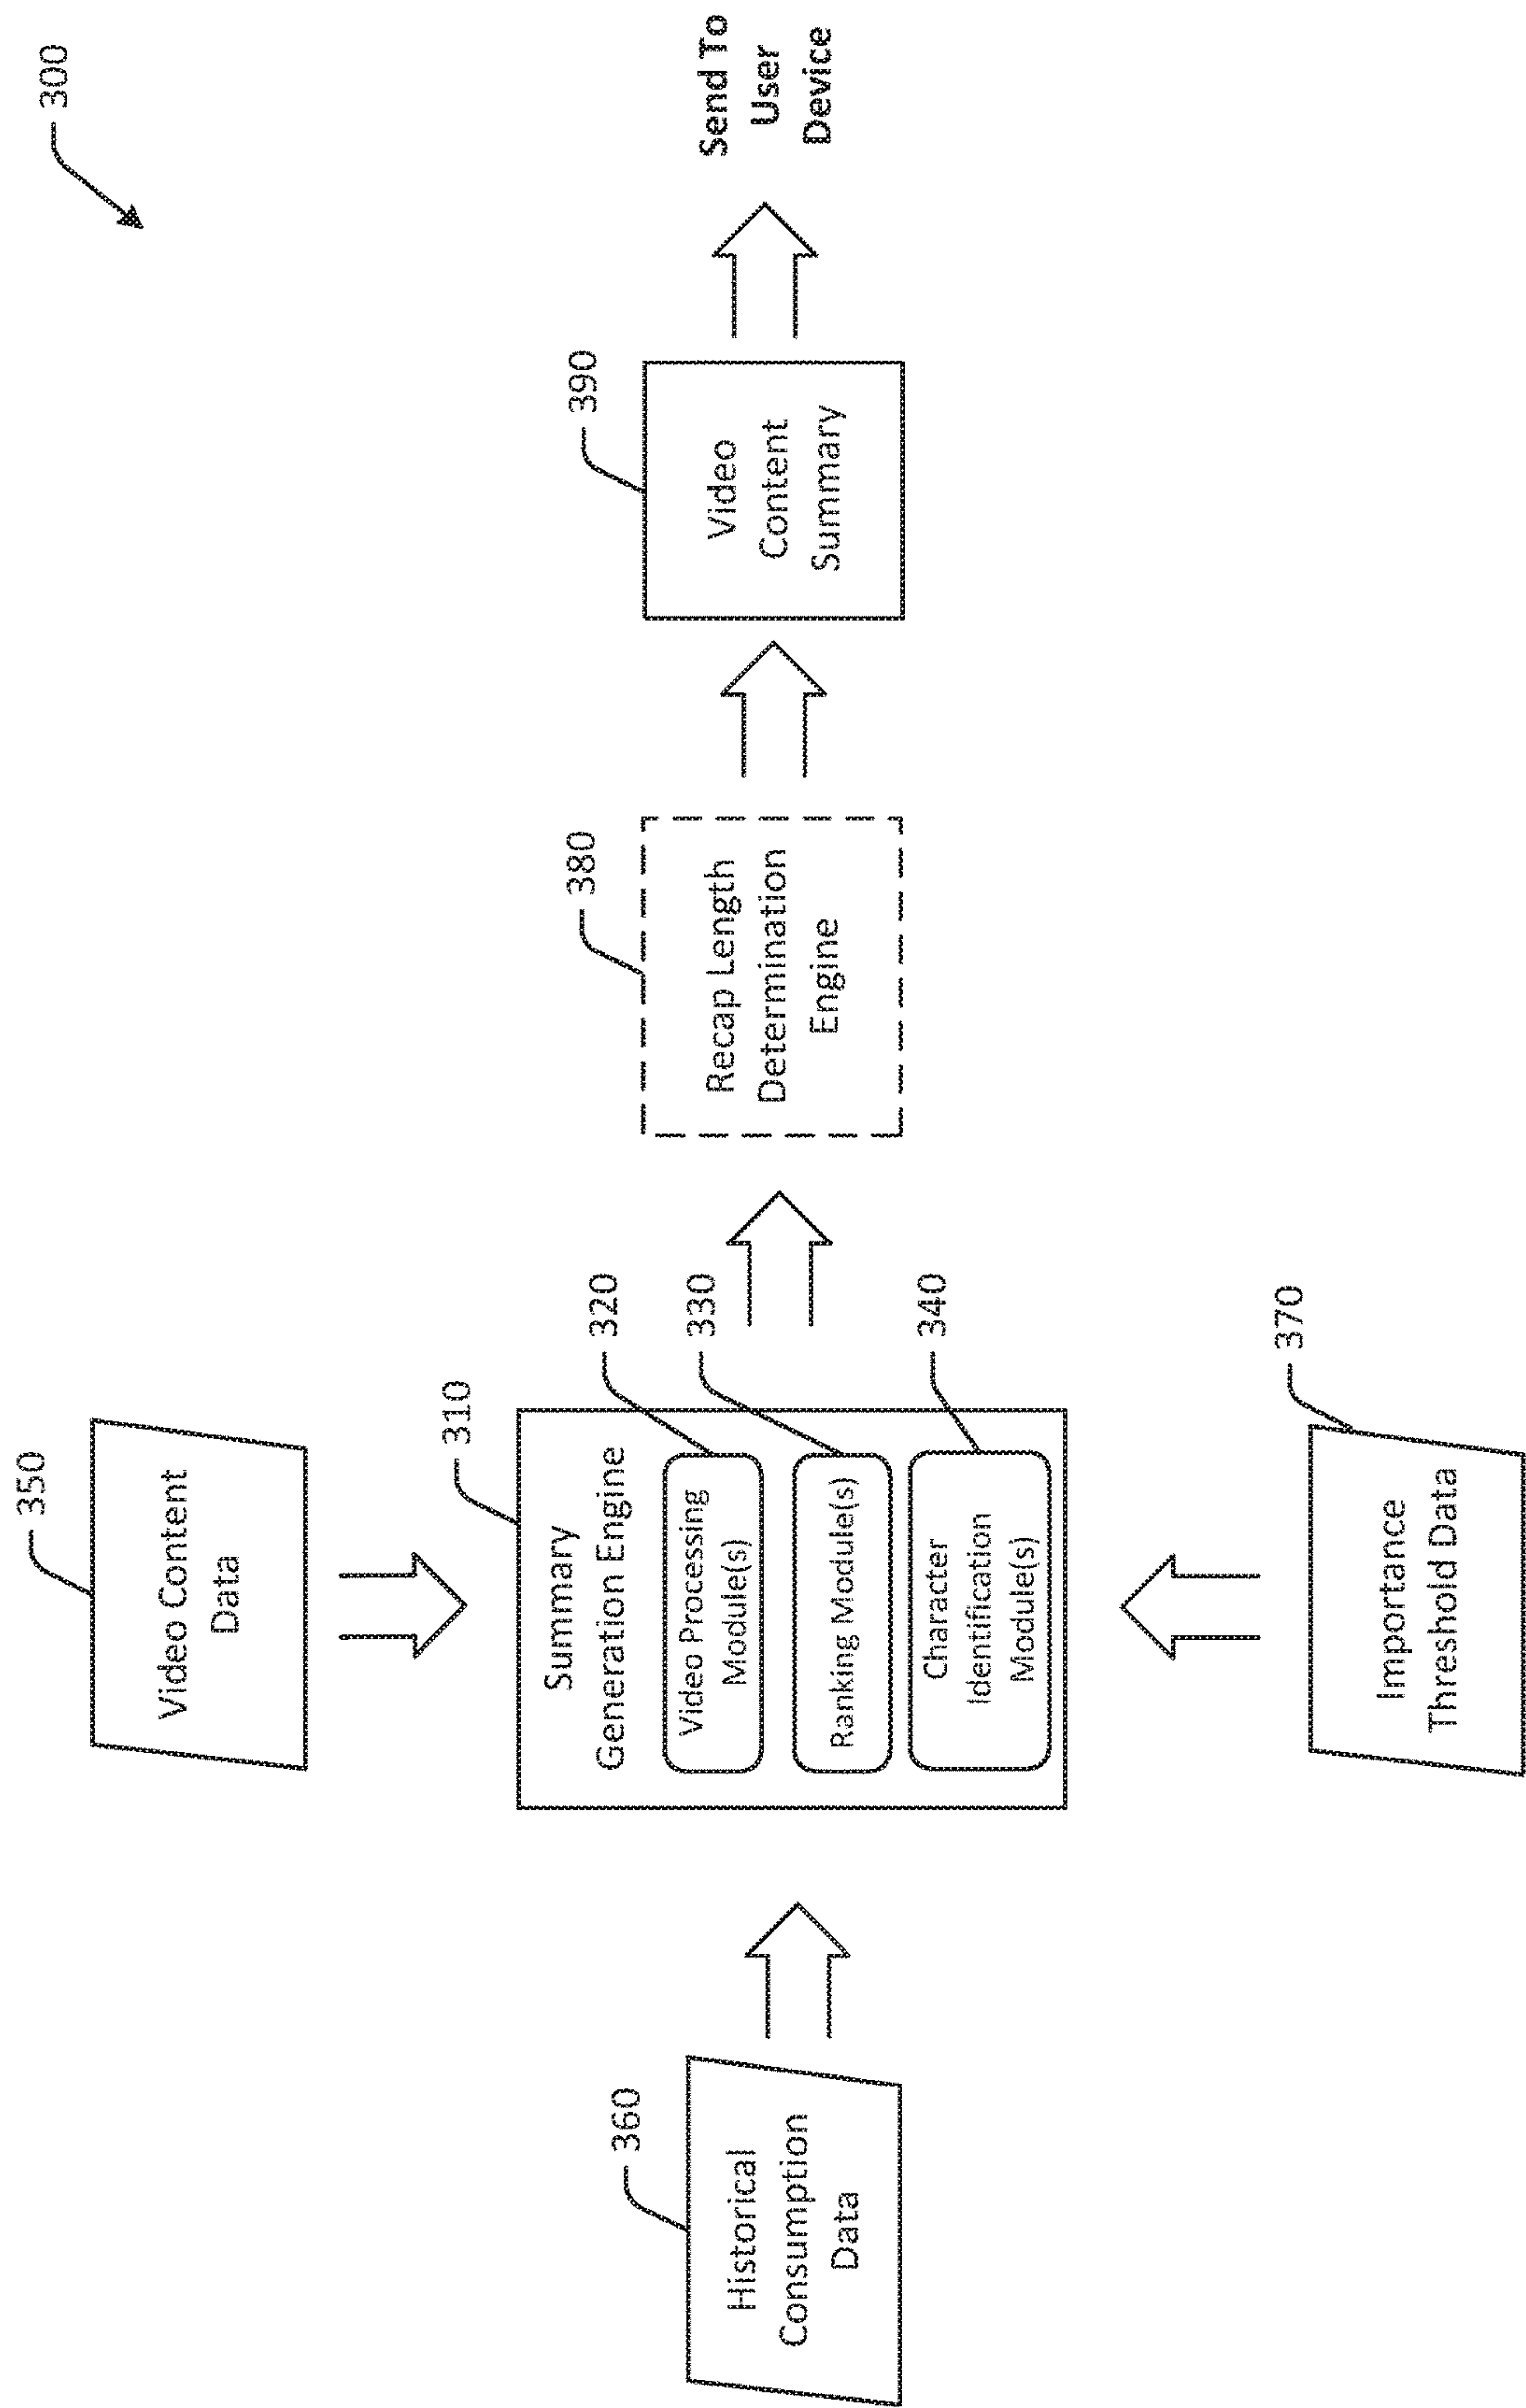 300
350
Video Content
Data
360
Historical
Consumption
Data
310
Summary
Generation Engine
320
Video Processing
Module(s)
330
Ranking Module(s)
340
Character
Identification
Module(s)
370
Importance
Threshold Data
380
Recap Length
Determination
Engine
390
Video
Content
Summary
Send To
User
Device